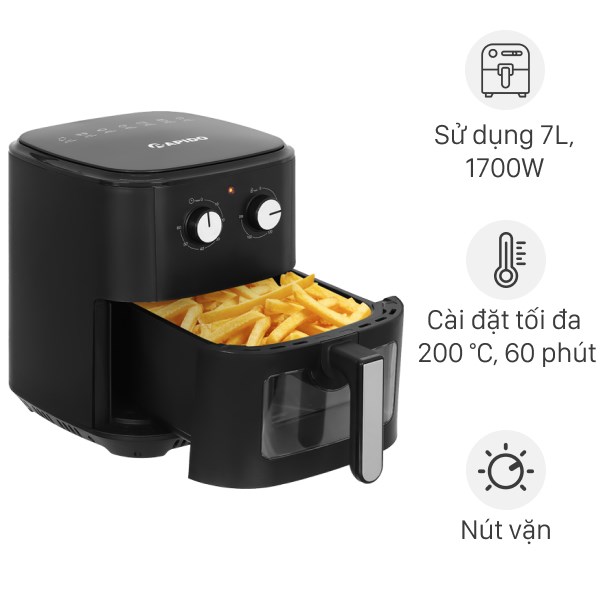 RAPIDO
Sử dụng 7L,
1700W
Cài đặt tối đa
200 °C, 60 phút
Nút vặn